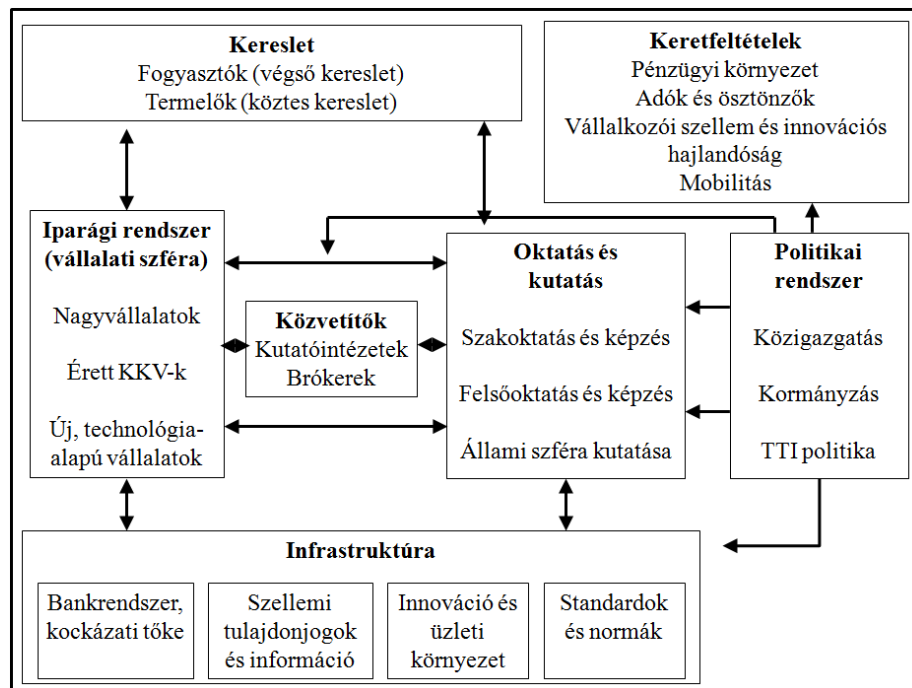 Kereslet
Fogyasztók (végső kereslet)
Termelők (köztes kereslet)
Keretfeltételek
Pénzügyi környezet
Adók és ösztönzők
Vállalkozói szellem és innovációs
hajlandóság
Mobilitás
Iparági rendszer
(vállalati szféra)
Nagyvállalatok
Érett KKV-k
Új, technológia-
alapú vállalatok
Közvetítők
Kutatóintézetek
Brókerek
Oktatás és
kutatás
Szakoktatás és képzés
Felsőoktatás és képzés
Állami szféra kutatása
Politikai
rendszer
Közigazgatás
Kormányzás
TTI politika
Infrastruktúra
Bankrendszer,
kockázati tőke
Szellemi
tulajdonjogok
és információ
Innováció és
üzleti
környezet
Standardok
és normák